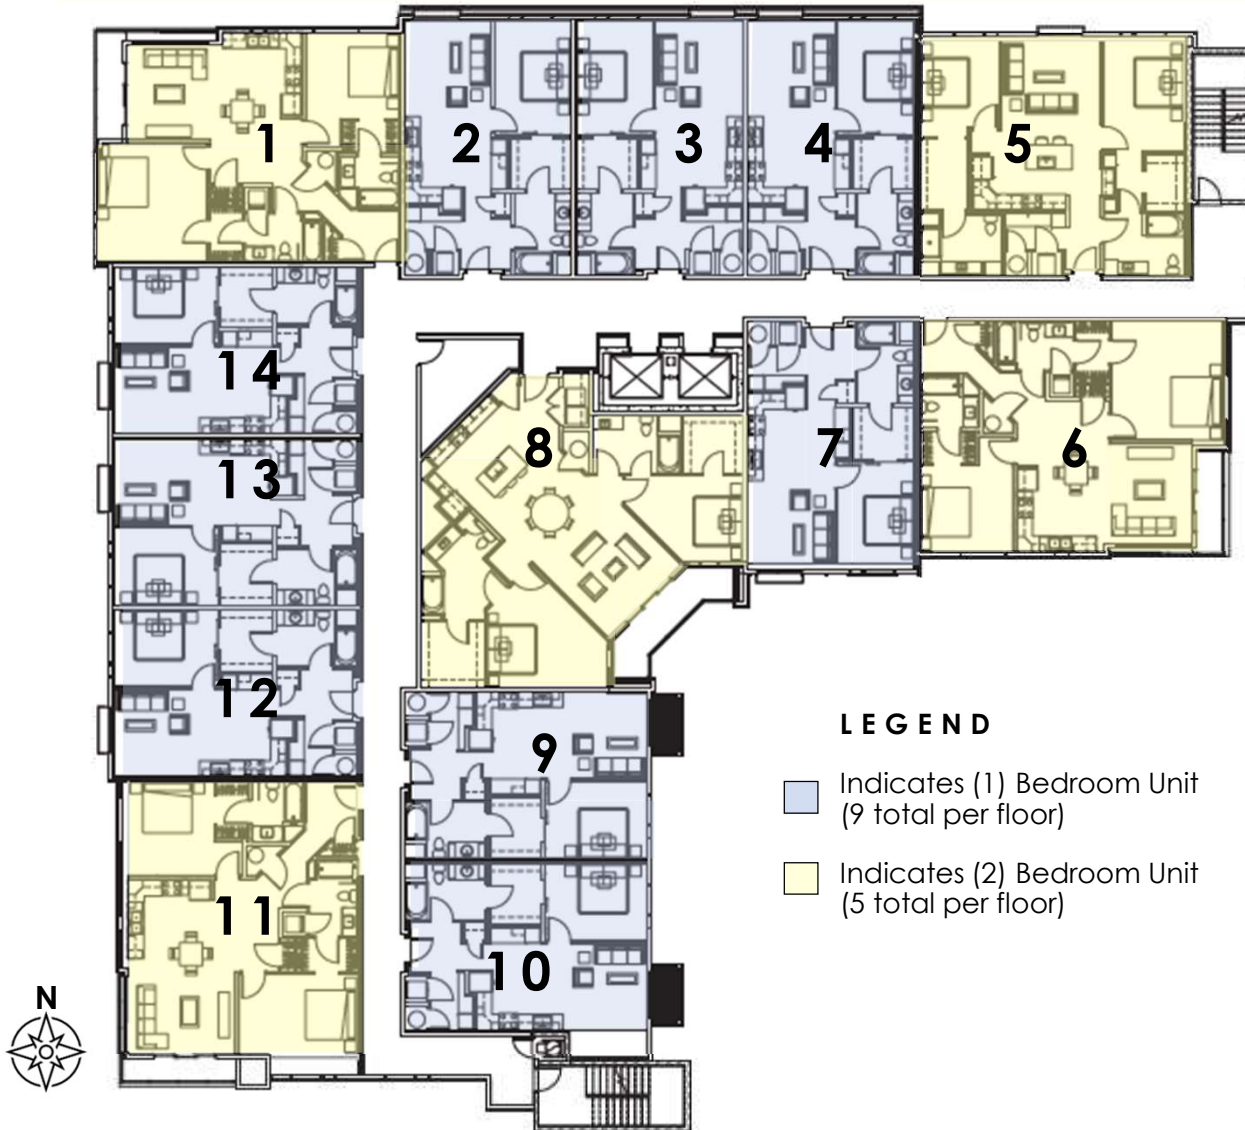 1
2
3
4
5
14
13
12
11
8
7
6
9
10
LEGEND
Indicates (1) Bedroom Unit
(9 total per floor)
Indicates (2) Bedroom Unit
(5 total per floor)
N